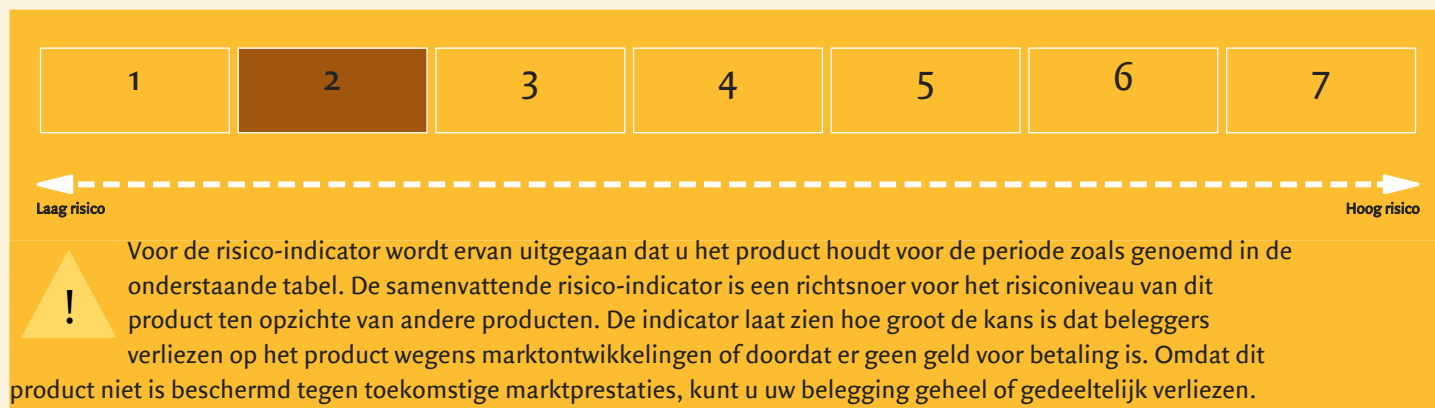 1 2 3 4 5 6 7
Laag risico Hoog risico
Voor de risico-indicator wordt ervan uitgegaan dat u het product houdt voor de periode zoals genoemd in de
onderstaande tabel. De samenvattende risico-indicator is een richtsnoer voor het risiconiveau van dit
! product ten opzichte van andere producten. De indicator laat zien hoe groot de kans is dat beleggers
verliezen op het product wegens marktontwikkelingen of doordat er geen geld voor betaling is. Omdat dit
product niet is beschermd tegen toekomstige marktprestaties, kunt u uw belegging geheel of gedeeltelijk verliezen.